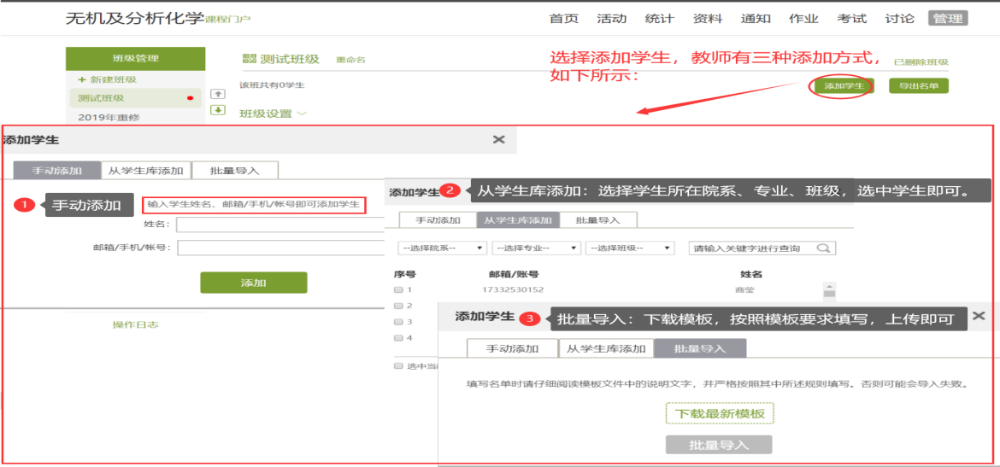 无机及分析化学课程门户
首页 活动 统计 资料 通知 作业 考试 讨论 管理
班级管理
测试班级 重命名
选择添加学生，教师有三种添加方式，
如下所示：
已删除班级
+ 新建班级
该班共有0学生
添加学生
导出名单
测试班级
班级设置
2019年重修
添加学生
手动添加 从学生库添加 批量导入
1 手动添加
输入学生姓名、邮箱/手机/帐号即可添加学生
姓名：
邮箱/手机/帐号：
添加
操作日志
添加学生 2 从学生库添加：选择学生所在院系、专业、班级，选中学生即可。
手动添加 从学生库添加 批量导入
--选择院系-- --选择专业-- --选择班级-- 请输入关键字进行查询
序号 邮箱/账号 姓名
1 17332530152 商莹
2
3
4
选中当
添加学生 3 批量导入：下载模板，按照模板要求填写，上传即可
手动添加 从学生库添加 批量导入
填写名单时请仔细阅读模板文件中的说明文字，并严格按照其中所述规则填写。否则可能会导入失败。
下载最新模板
批量导入